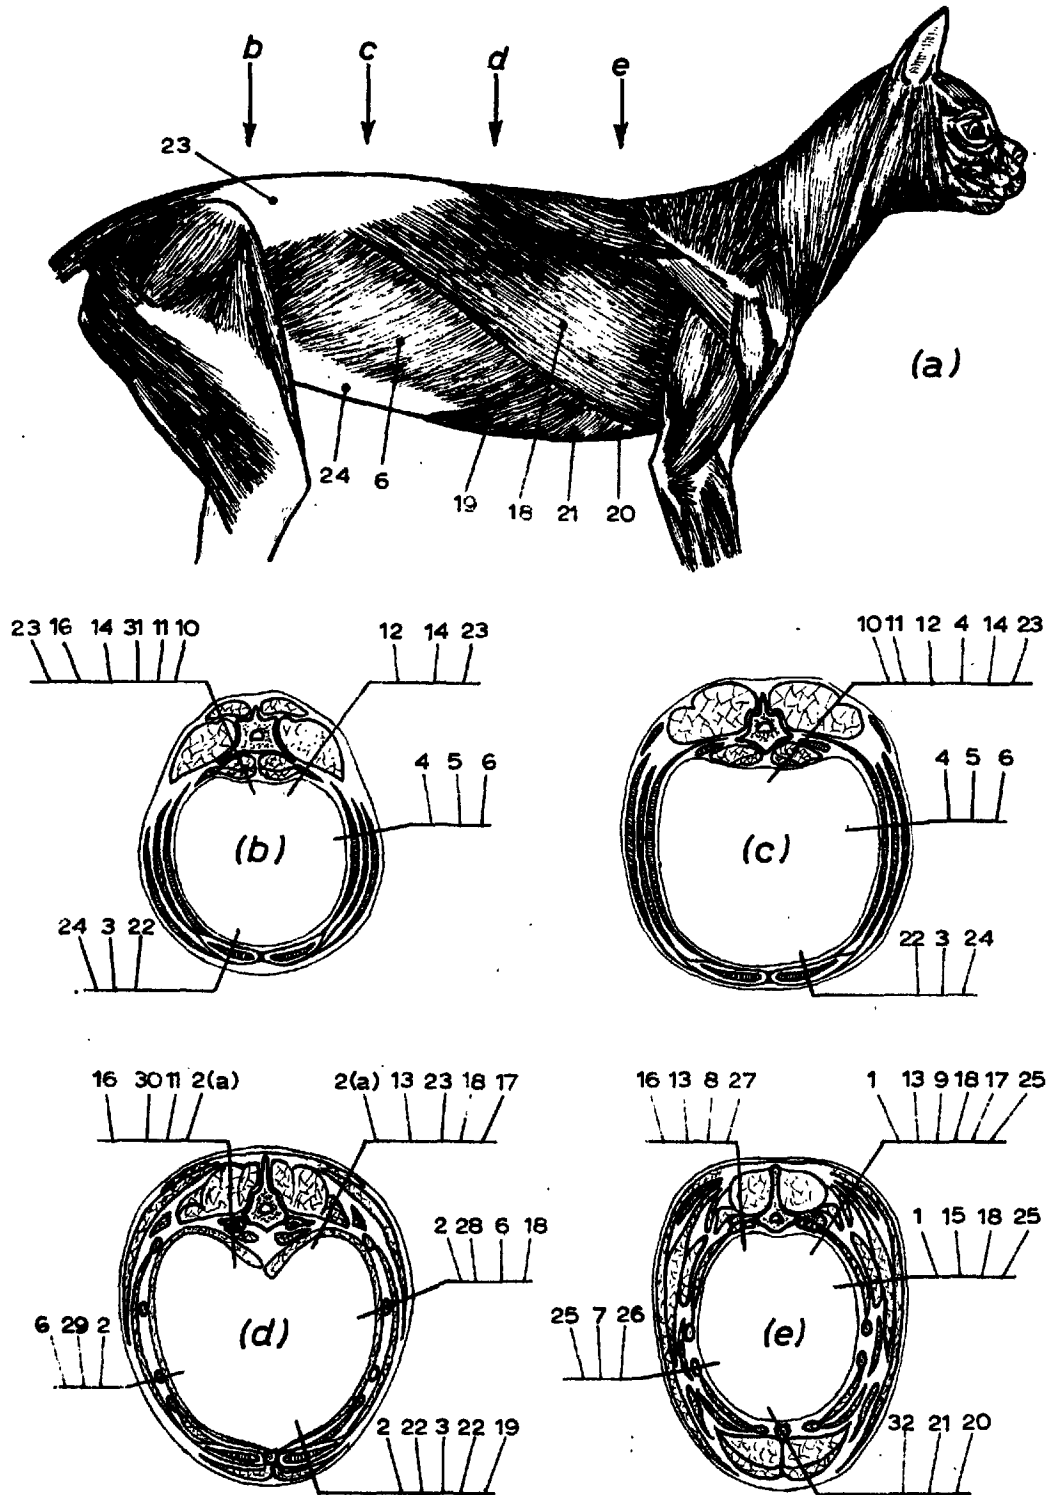 b c d e
23
(a)
24 6 19 18 21 20
23 16 14 31 11 10
12 14 23
10 11 12 4 14 23
4 5 6
4 5 6
(b)
(c)
24 3 22
22 3 24
16 30 11 2(a)
2(a) 13 23 18 17
16 13 8 27
1 13 9 18 17 25
2 28 6 18
1 15 18 25
6 29 2
(d)
25 7 26
(e)
2 22 3 22 19
32 21 20